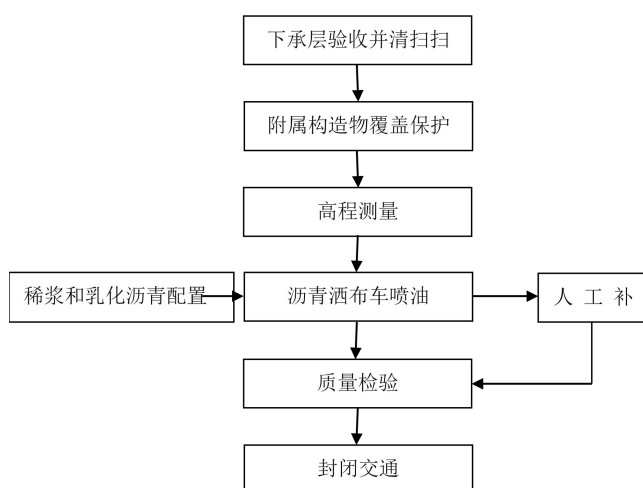 下承层验收并清扫扫
附属构造物覆盖保护
高程测量
稀浆和乳化沥青配置
沥青洒布车喷油
人 工 补
质量检验
封闭交通